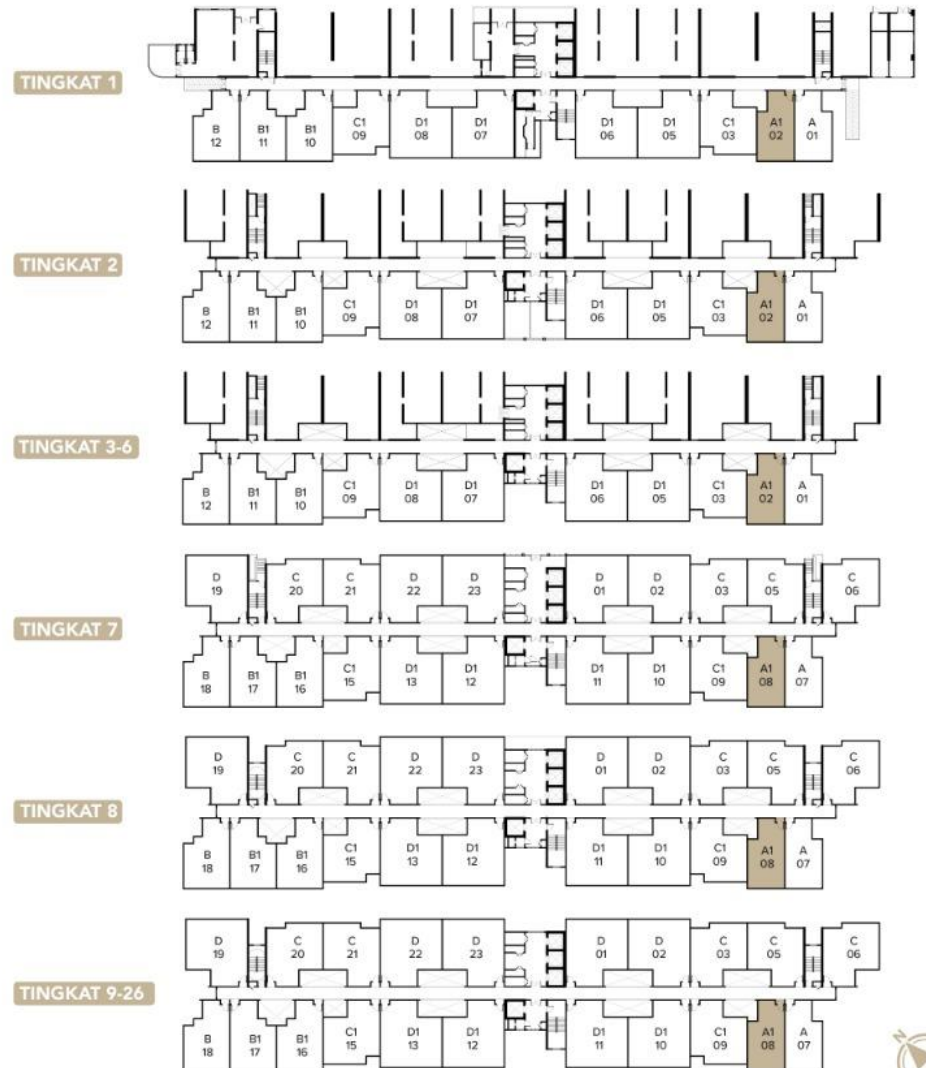 TINGKAT 1
B B1 B1 C1 D1 D1 D1 D1 C1 A1 A
12 11 10 09 08 07 06 05 03 02 01
TINGKAT 2
B B1 B1 C1 D1 D1 D1 D1 C1 A1 A
12 11 10 09 08 07 06 05 03 02 01
TINGKAT 3-6
B B1 B1 C1 D1 D1 D1 D1 C1 A1 A
12 11 10 09 08 07 06 05 03 02 01
TINGKAT 7
D C C D D D D C C C
19 20 21 22 23 01 02 03 05 06
B B1 B1 C1 D1 D1 D1 D1 C1 A1 A
18 17 16 15 13 12 11 10 09 08 07
TINGKAT 8
D C C D D D D C C C
19 20 21 22 23 01 02 03 05 06
B B1 B1 C1 D1 D1 D1 D1 C1 A1 A
18 17 16 15 13 12 11 10 09 08 07
TINGKAT 9-26
D C C D D D D C C C
19 20 21 22 23 01 02 03 05 06
B B1 B1 C1 D1 D1 D1 D1 C1 A1 A
18 17 16 15 13 12 11 10 09 08 07